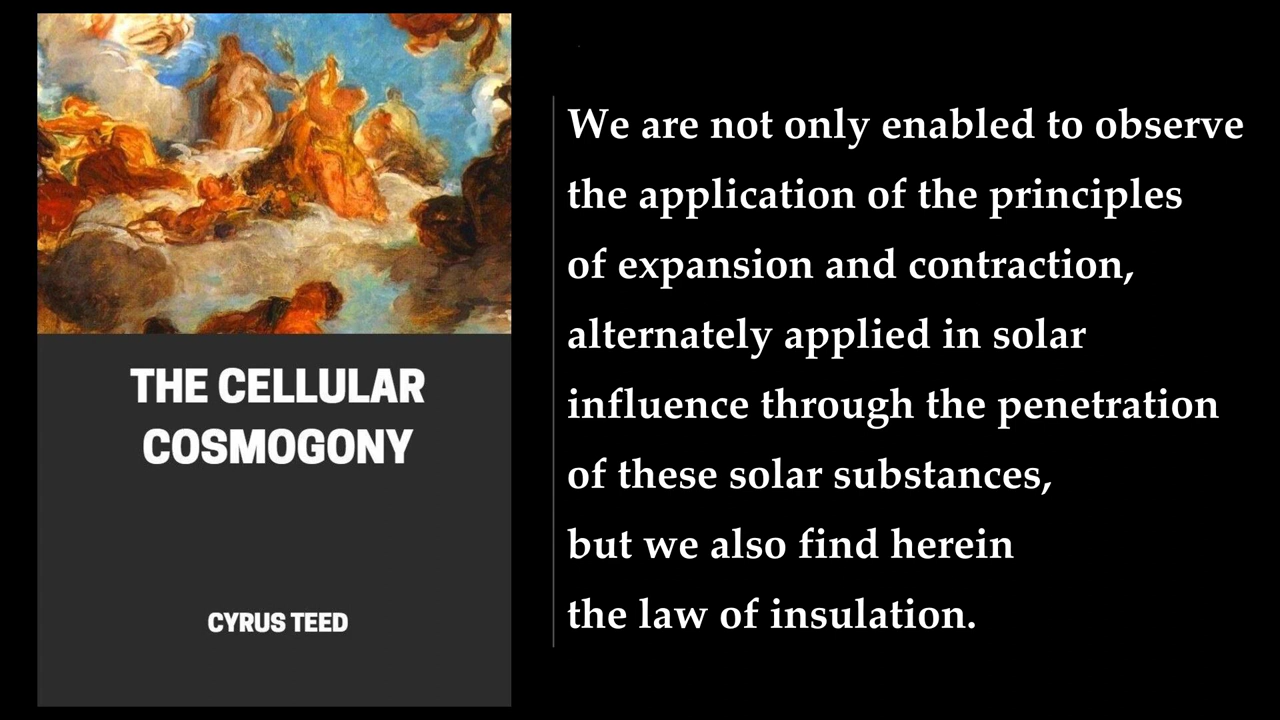 THE CELLULAR
COSMOGONY
CYRUS TEED
We are not only enabled to observe
the application of the principles
of expansion and contraction,
alternately applied in solar
influence through the penetration
of these solar substances,
but we also find herein
the law of insulation.